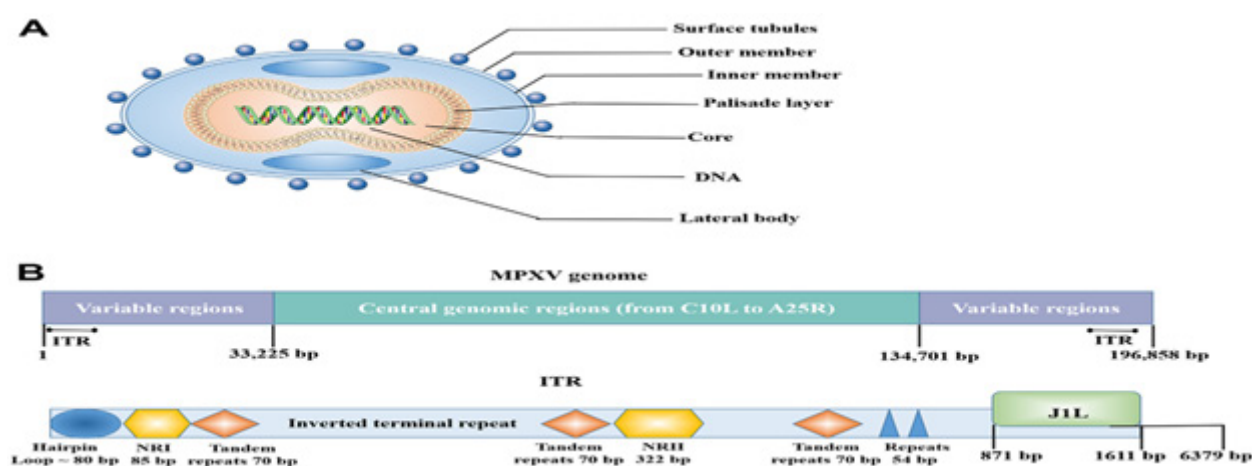 A
Surface tubules
Outer member
Inner member
Palisade layer
Core
DNA
Lateral body
B
MPXV genome
Variable regions
Central genomic regions (from C10L to A25R)
Variable regions
ITR
ITR
1
33,225 bp
134,701 bp
196,858 bp
ITR
Inverted terminal repeat
J1L
Hairpin
Loop ~ 80 bp
NRI
85 bp
Tandem
repeats 70 bp
Tandem
repeats 70 bp
NRII
322 bp
Tandem
repeats 70 bp
Repeats
54 bp
871 bp
1611 bp
6379 bp